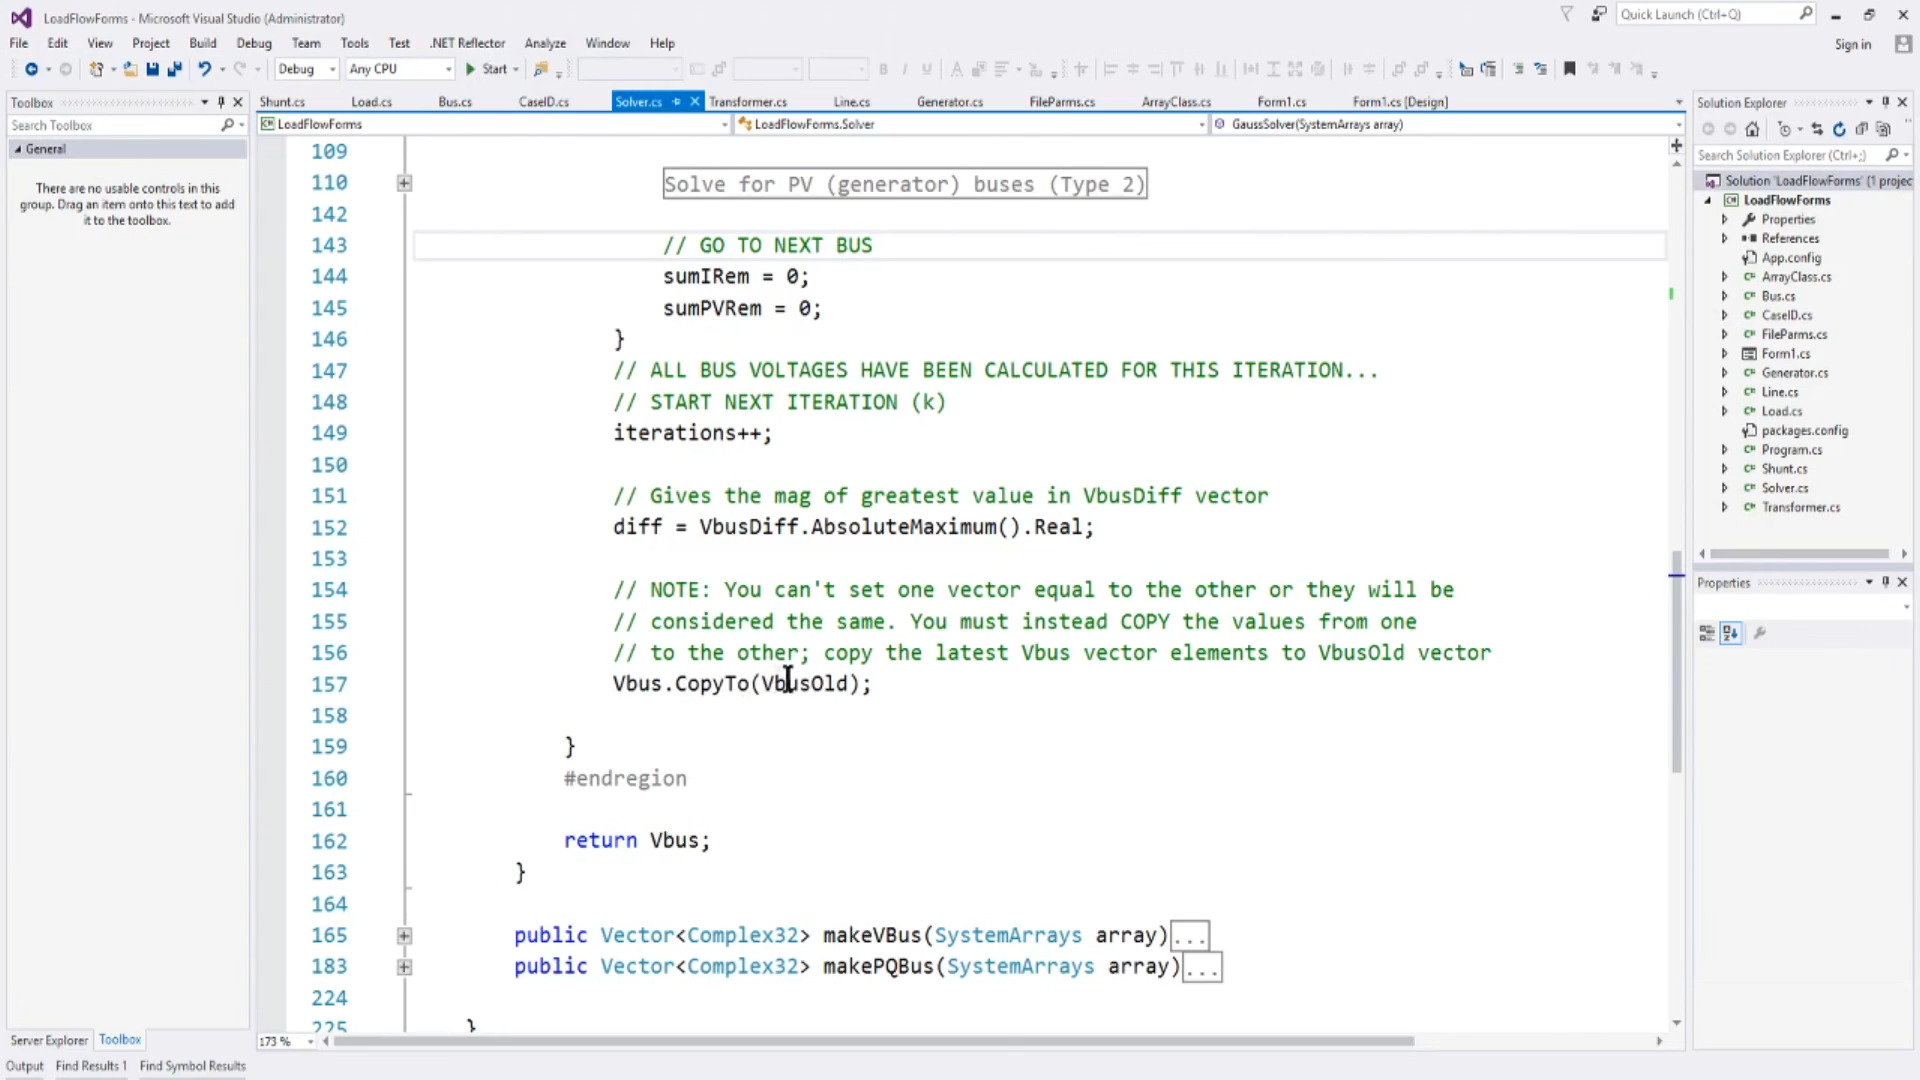 LoadFlowForms - Microsoft Visual Studio (Administrator)
Quick Launch (Ctrl+Q)
File Edit View Project Build Debug Team Tools Test .NET Reflector Analyze Window Help
Sign in
Debug Any CPU Start
Toolbox
Shunt.cs Load.cs Bus.cs CaseID.cs Solver.cs Transformer.cs Line.cs Generator.cs FileParms.cs ArrayClass.cs Form1.cs Form1.cs [Design]
Solution Explorer
Search Toolbox
LoadFlowForms LoadFlowForms.Solver GaussSolver(SystemArrays array)
General
There are no usable controls in this
group. Drag an item onto this text to add
it to the toolbox.
109
110 Solve for PV (generator) buses (Type 2)
142
143 // GO TO NEXT BUS
144 sumIRem = 0;
145 sumPVRem = 0;
146 }
147 // ALL BUS VOLTAGES HAVE BEEN CALCULATED FOR THIS ITERATION...
148 // START NEXT ITERATION (k)
149 iterations++;
150
151 // Gives the mag of greatest value in VbusDiff vector
152 diff = VbusDiff.AbsoluteMaximum().Real;
153
154 // NOTE: You can't set one vector equal to the other or they will be
155 // considered the same. You must instead COPY the values from one
156 // to the other; copy the latest Vbus vector elements to VbusOld vector
157 Vbus.CopyTo(VbusOld);
158
159 }
160 #endregion
161
162 return Vbus;
163 }
164
165 public Vector<Complex32> makeVBus(SystemArrays array)...
183 public Vector<Complex32> makePQBus(SystemArrays array)...
224
225 }
173 %
Search Solution Explorer (Ctrl+;)
Solution 'LoadFlowForms' (1 projec
LoadFlowForms
Properties
References
App.config
ArrayClass.cs
Bus.cs
CaseID.cs
FileParms.cs
Form1.cs
Generator.cs
Line.cs
Load.cs
packages.config
Program.cs
Shunt.cs
Solver.cs
Transformer.cs
Properties
Server Explorer Toolbox
Output Find Results 1 Find Symbol Results